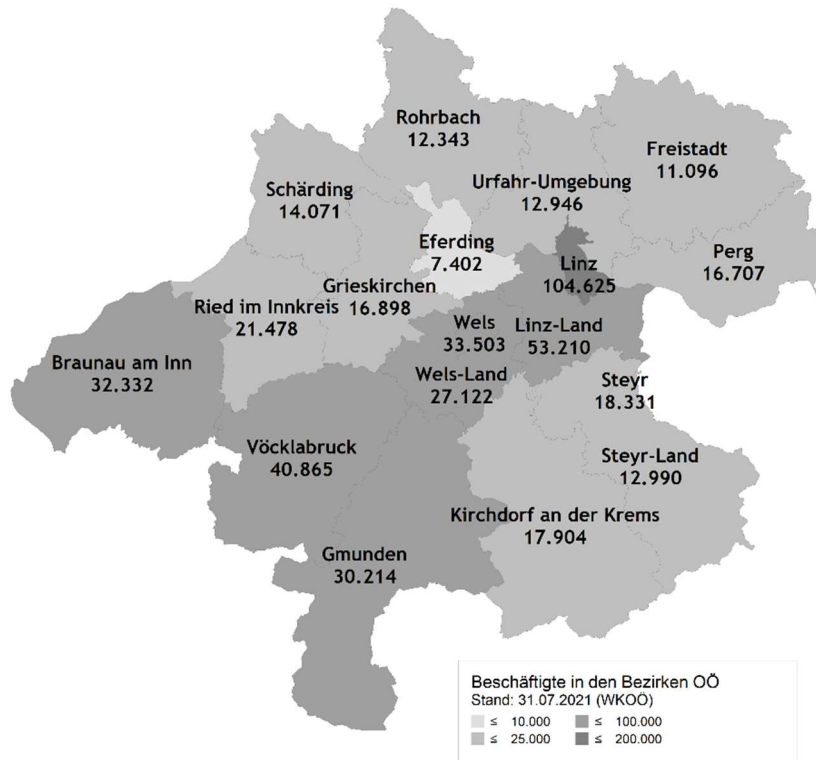 Rohrbach
12.343
Freistadt
11.096
Urfahr-Umgebung
12.946
Schärding
14.071
Eferding
7.402
Perg
16.707
Linz
104.625
Grieskirchen
16.898
Ried im Innkreis
21.478
Wels
33.503
Linz-Land
53.210
Braunau am Inn
32.332
Wels-Land
27.122
Steyr
18.331
Vöcklabruck
40.865
Steyr-Land
12.990
Kirchdorf an der Krems
17.904
Gmunden
30.214
Beschäftigte in den Bezirken OÖ
Stand: 31.07.2021 (WKOÖ)
≤ 10.000 ≤ 100.000
≤ 25.000 ≤ 200.000